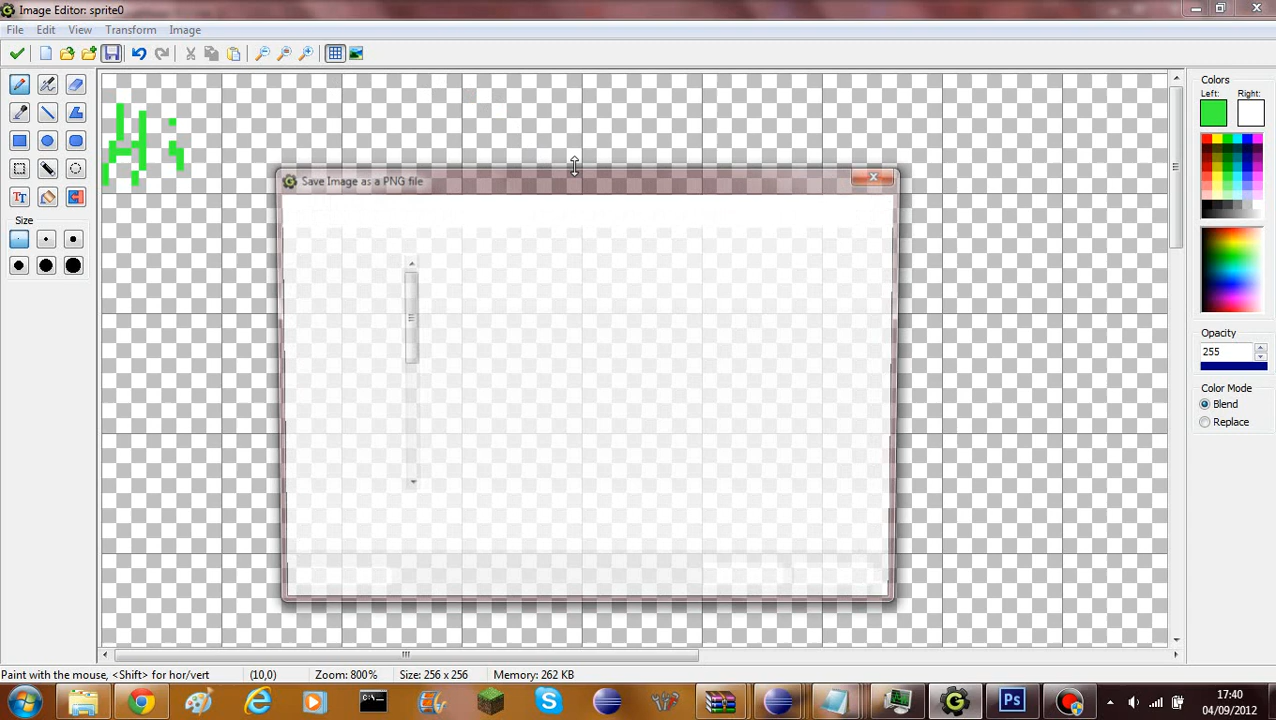 Image Editor: sprite0
File Edit View Transform Image
Colors
Left: Right:
Hi
Save Image as a PNG file
Size
Opacity
255
Color Mode
Blend
Replace
Paint with the mouse, <Shift> for hor/vert (10,0) Zoom: 800% Size: 256 x 256 Memory: 262 KB
C:\_
Ps
17:40
04/09/2012